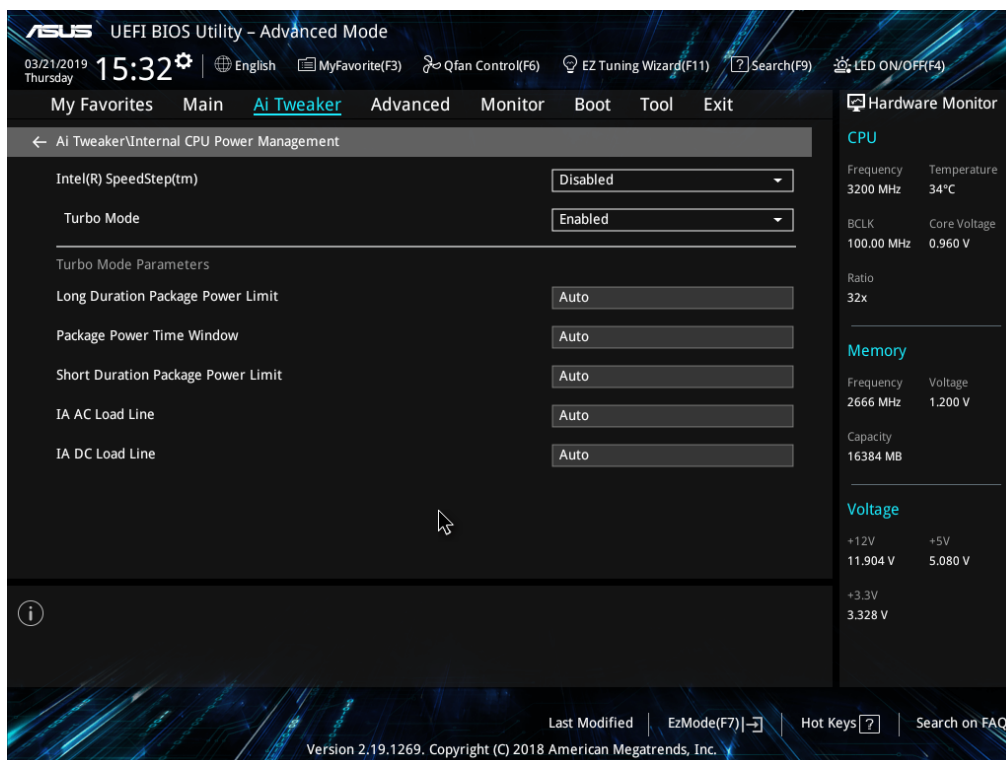 ASUS UEFI BIOS Utility – Advanced Mode
03/21/2019 Thursday 15:32 English MyFavorite(F3) Qfan Control(F6) EZ Tuning Wizard(F11) ? Search(F9) LED ON/OFF(F4)
My Favorites Main Ai Tweaker Advanced Monitor Boot Tool Exit
← Ai Tweaker\Internal CPU Power Management
Intel(R) SpeedStep(tm) Disabled
Turbo Mode Enabled
Turbo Mode Parameters
Long Duration Package Power Limit Auto
Package Power Time Window Auto
Short Duration Package Power Limit Auto
IA AC Load Line Auto
IA DC Load Line Auto
Hardware Monitor
CPU
Frequency Temperature
3200 MHz 34°C
BCLK Core Voltage
100.00 MHz 0.960 V
Ratio
32x
Memory
Frequency Voltage
2666 MHz 1.200 V
Capacity
16384 MB
Voltage
+12V +5V
11.904 V 5.080 V
+3.3V
3.328 V
Last Modified EzMode(F7) Hot Keys ? Search on FAQ
Version 2.19.1269. Copyright (C) 2018 American Megatrends, Inc.